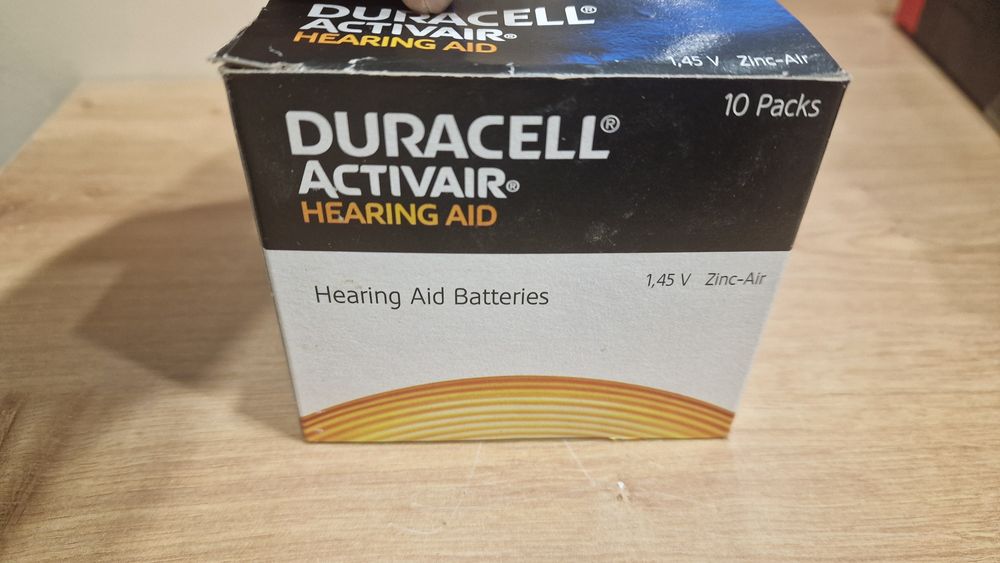 DURACELL®
ACTIVAIR®
HEARING AID
1,45 V Zinc-Air
10 Packs
DURACELL®
ACTIVAIR®
HEARING AID
1,45 V Zinc-Air
Hearing Aid Batteries